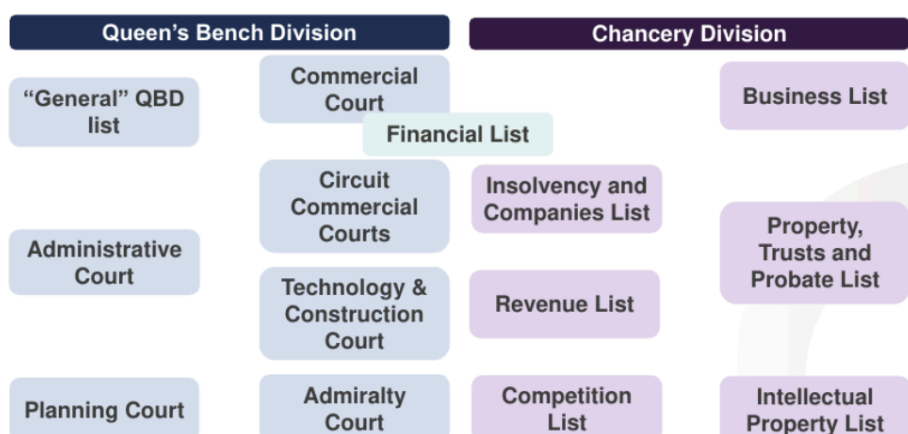 Queen's Bench Division
Chancery Division
“General” QBD
list
Commercial
Court
Business List
Financial List
Circuit
Commercial
Courts
Insolvency and
Companies List
Administrative
Court
Property,
Trusts and
Probate List
Technology &
Construction
Court
Revenue List
Planning Court
Admiralty
Court
Competition
List
Intellectual
Property List